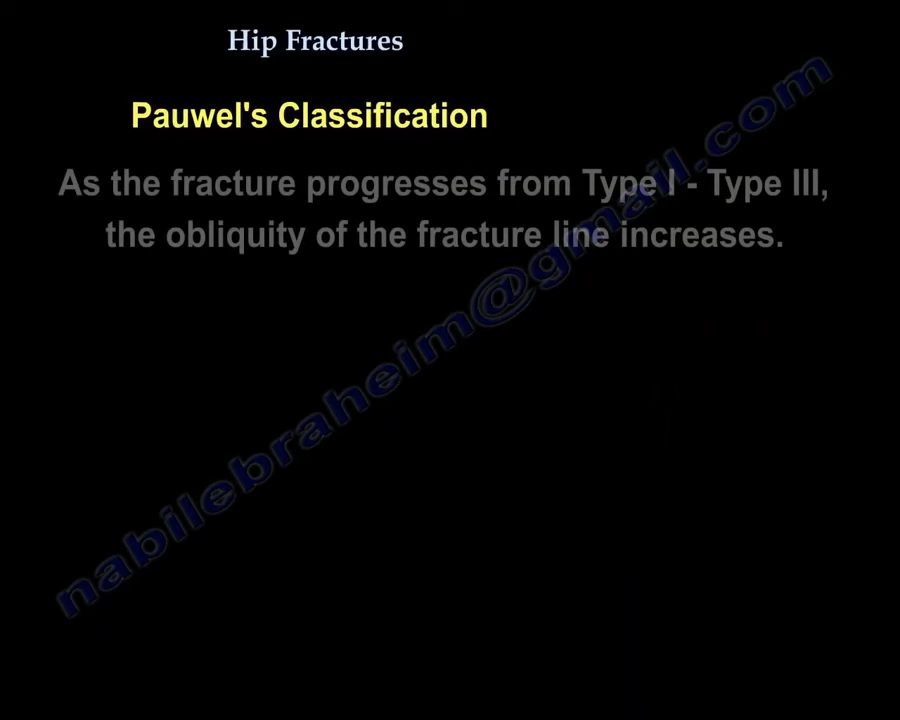 Hip Fractures
Pauwel's Classification
As the fracture progresses from Type I - Type III,
the obliquity of the fracture line increases.
nabilebraheim@gmail.com